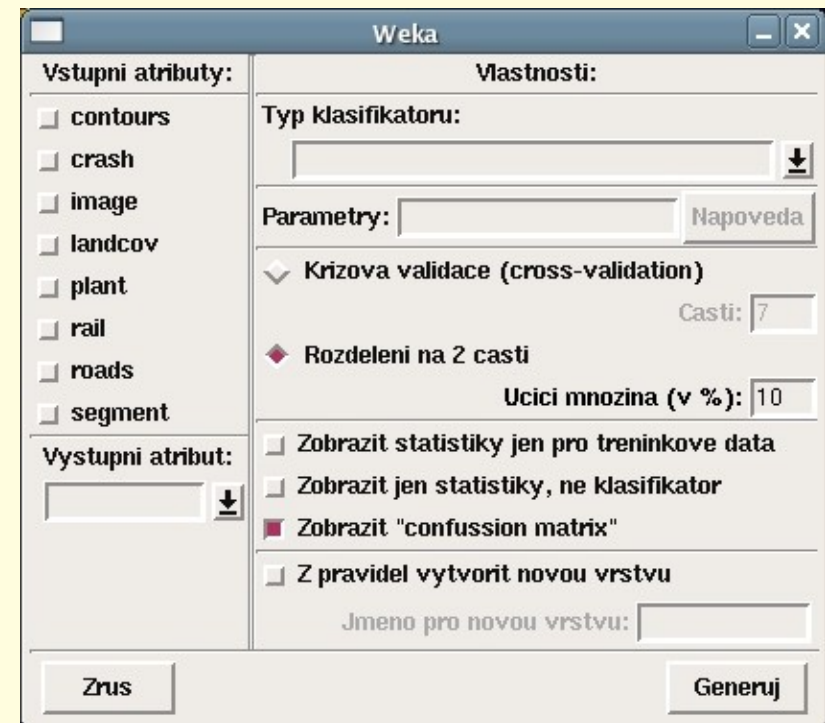 Weka
Vstupni atributy:
contours
crash
image
landcov
plant
rail
roads
segment
Vystupni atribut:
Vlastnosti:
Typ klasifikatoru:
Parametry:
Napoveda
Krizova validace (cross-validation)
Casti: 7
Rozdeleni na 2 casti
Ucici mnozina (v %): 10
Zobrazit statistiky jen pro treninkove data
Zobrazit jen statistiky, ne klasifikator
Zobrazit "confussion matrix"
Z pravidel vytvorit novou vrstvu
Jmeno pro novou vrstvu:
Zrus
Generuj